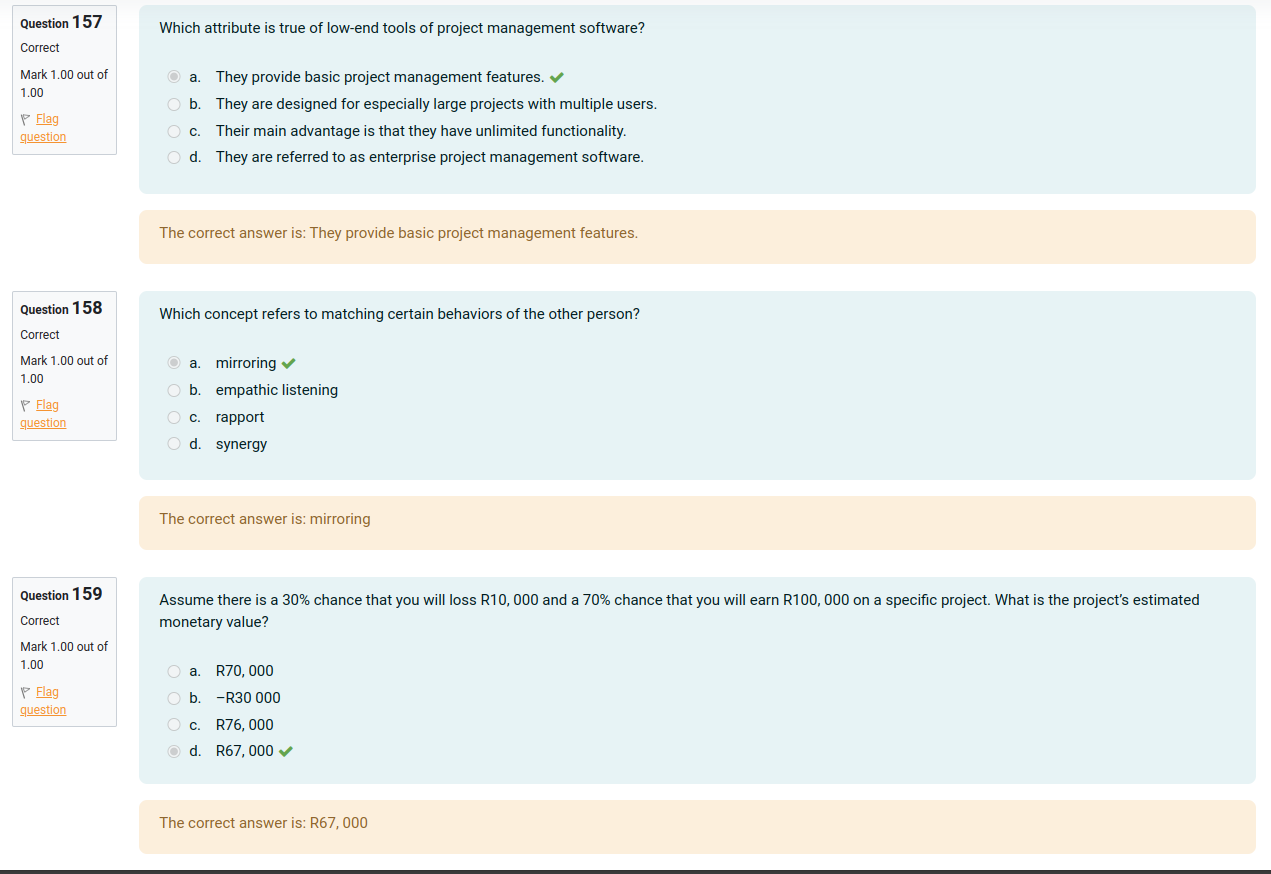 Question 157
Correct
Mark 1.00 out of
1.00
Flag
question
Which attribute is true of low-end tools of project management software?
a. They provide basic project management features.
b. They are designed for especially large projects with multiple users.
c. Their main advantage is that they have unlimited functionality.
d. They are referred to as enterprise project management software.
The correct answer is: They provide basic project management features.
Question 158
Correct
Mark 1.00 out of
1.00
Flag
question
Which concept refers to matching certain behaviors of the other person?
a. mirroring
b. empathic listening
c. rapport
d. synergy
The correct answer is: mirroring
Question 159
Correct
Mark 1.00 out of
1.00
Flag
question
Assume there is a 30% chance that you will loss R10, 000 and a 70% chance that you will earn R100, 000 on a specific project. What is the project’s estimated
monetary value?
a. R70, 000
b. –R30 000
c. R76, 000
d. R67, 000
The correct answer is: R67, 000